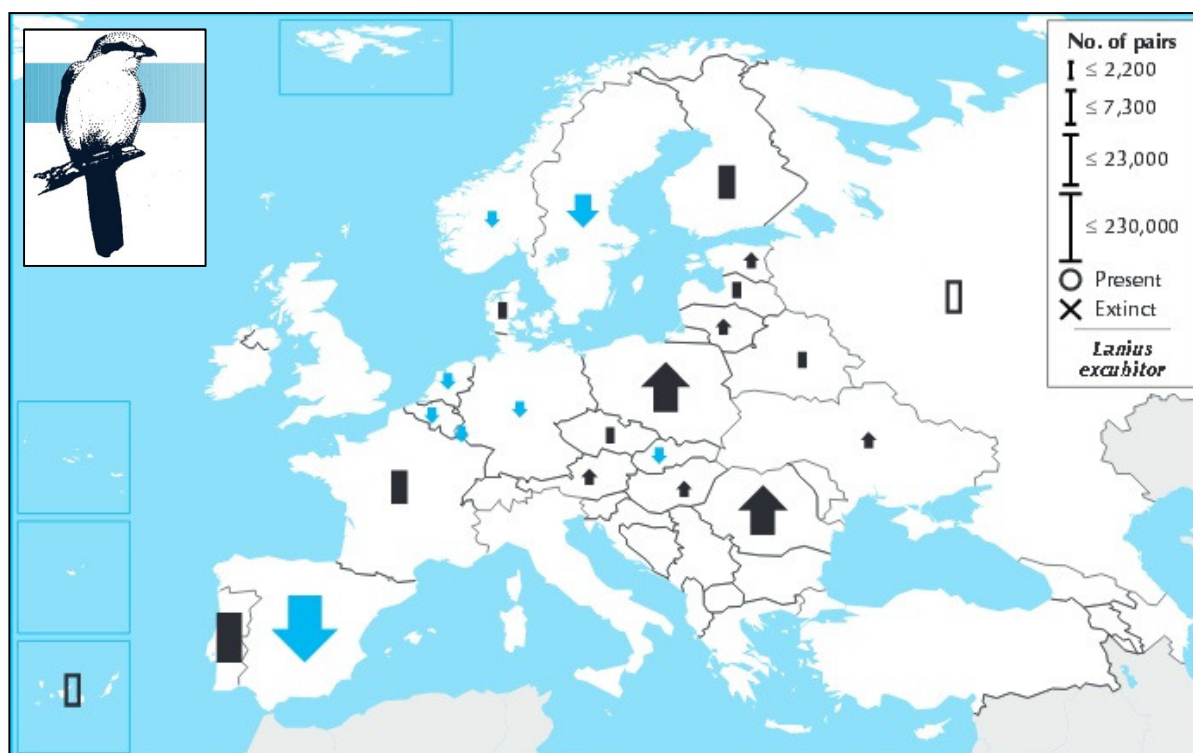 No. of pairs
≤ 2,200
≤ 7,300
≤ 23,000
≤ 230,000
Present
Extinct
Lanius
excubitor